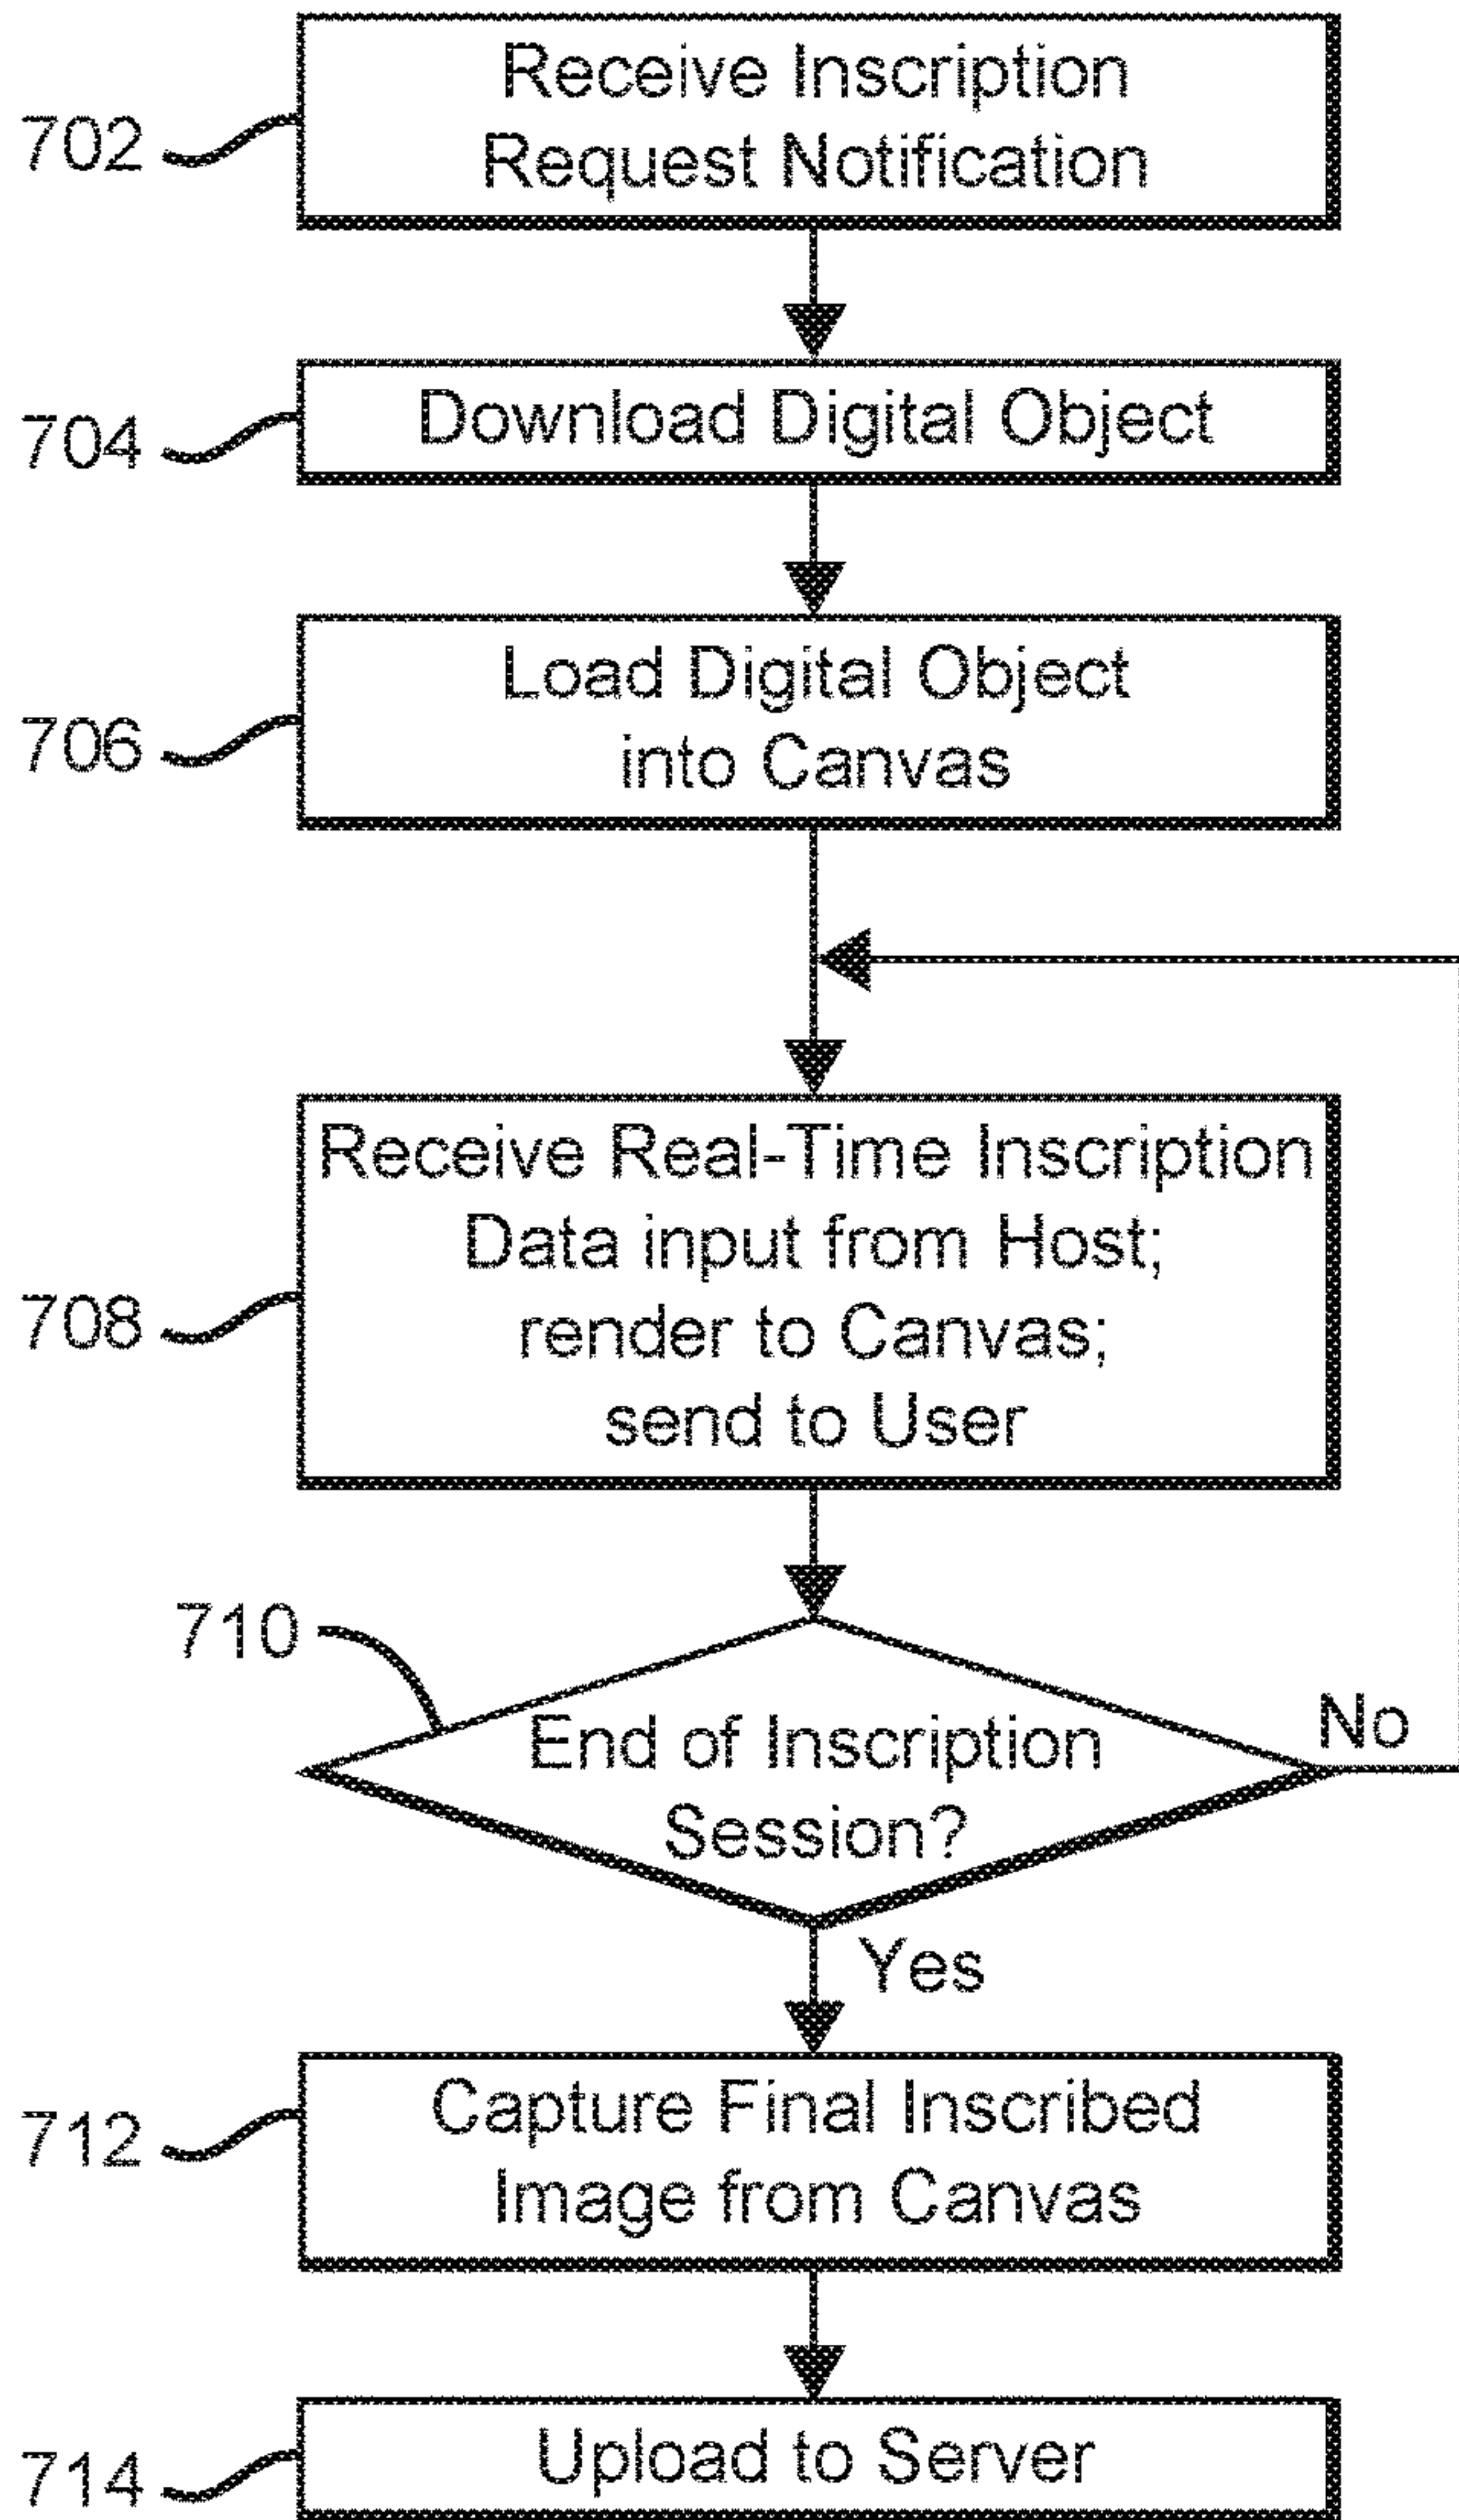 702
Receive Inscription
Request Notification
704
Download Digital Object
706
Load Digital Object
into Canvas
708
Receive Real-Time Inscription
Data input from Host;
render to Canvas;
send to User
710
End of Inscription
Session?
No
Yes
712
Capture Final Inscribed
Image from Canvas
714
Upload to Server